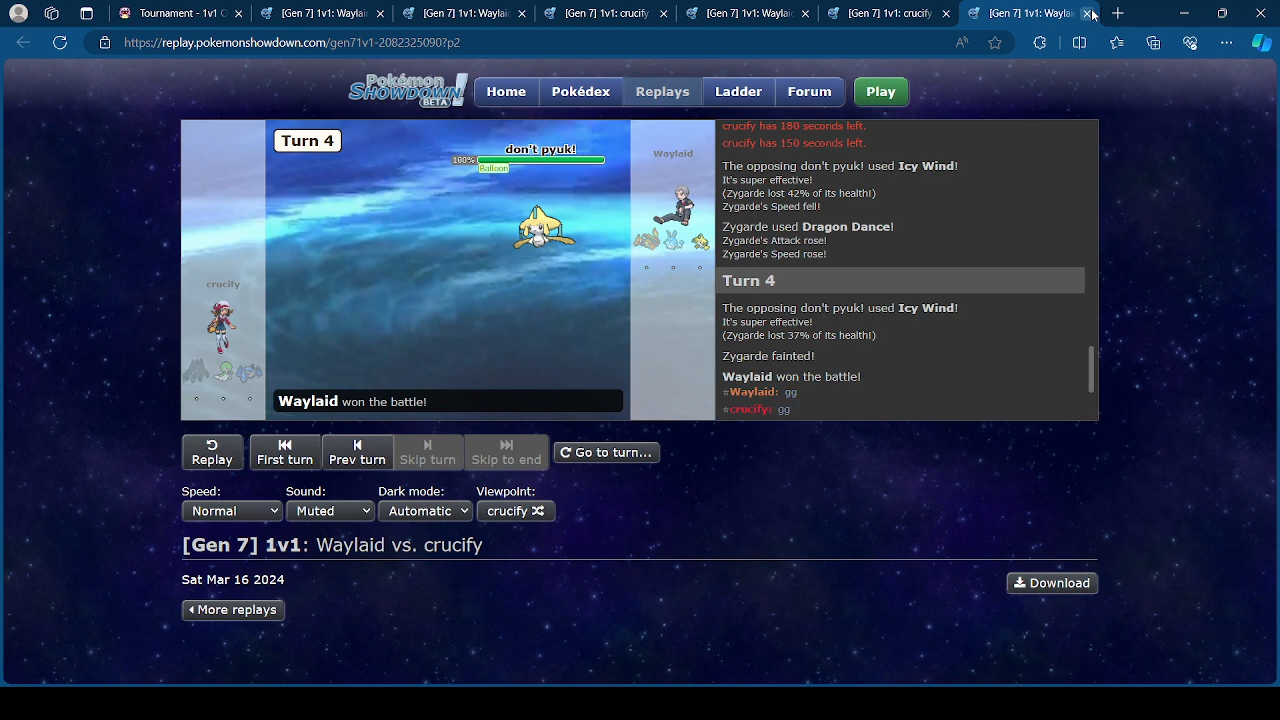 Tournament - 1v1 C
[Gen 7] 1v1: Waylai
[Gen 7] 1v1: Waylai
[Gen 7] 1v1: crucify
[Gen 7] 1v1: Waylai
[Gen 7] 1v1: crucify
[Gen 7] 1v1: Waylai
https://replay.pokemonshowdown.com/gen71v1-2082325090?p2
Pokémon
SHOWDOWN!
BETA
Home
Pokédex
Replays
Ladder
Forum
Play
Turn 4
don't pyuk!
100%
Balloon
Waylaid
crucify
Waylaid won the battle!
crucify has 180 seconds left.
crucify has 150 seconds left.
The opposing don't pyuk! used Icy Wind!
It's super effective!
(Zygarde lost 42% of its health!)
Zygarde's Speed fell!
Zygarde used Dragon Dance!
Zygarde's Attack rose!
Zygarde's Speed rose!
Turn 4
The opposing don't pyuk! used Icy Wind!
It's super effective!
(Zygarde lost 37% of its health!)
Zygarde fainted!
Waylaid won the battle!
☆Waylaid: gg
☆crucify: gg
Replay
First turn
Prev turn
Skip turn
Skip to end
Go to turn...
Speed:
Sound:
Dark mode:
Viewpoint:
Normal
Muted
Automatic
crucify
[Gen 7] 1v1: Waylaid vs. crucify
Sat Mar 16 2024
Download
More replays